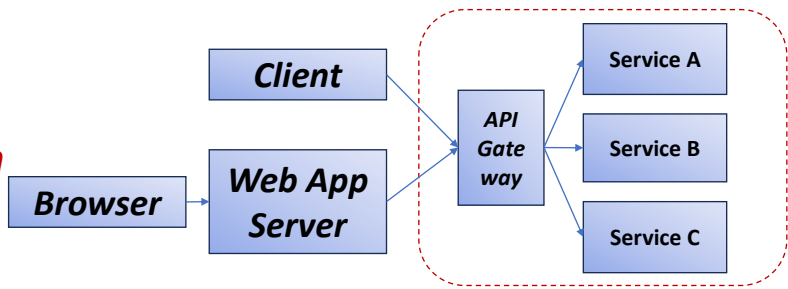 Client
Service A
API
Gate
way
Service B
Web App
Server
Browser
Service C